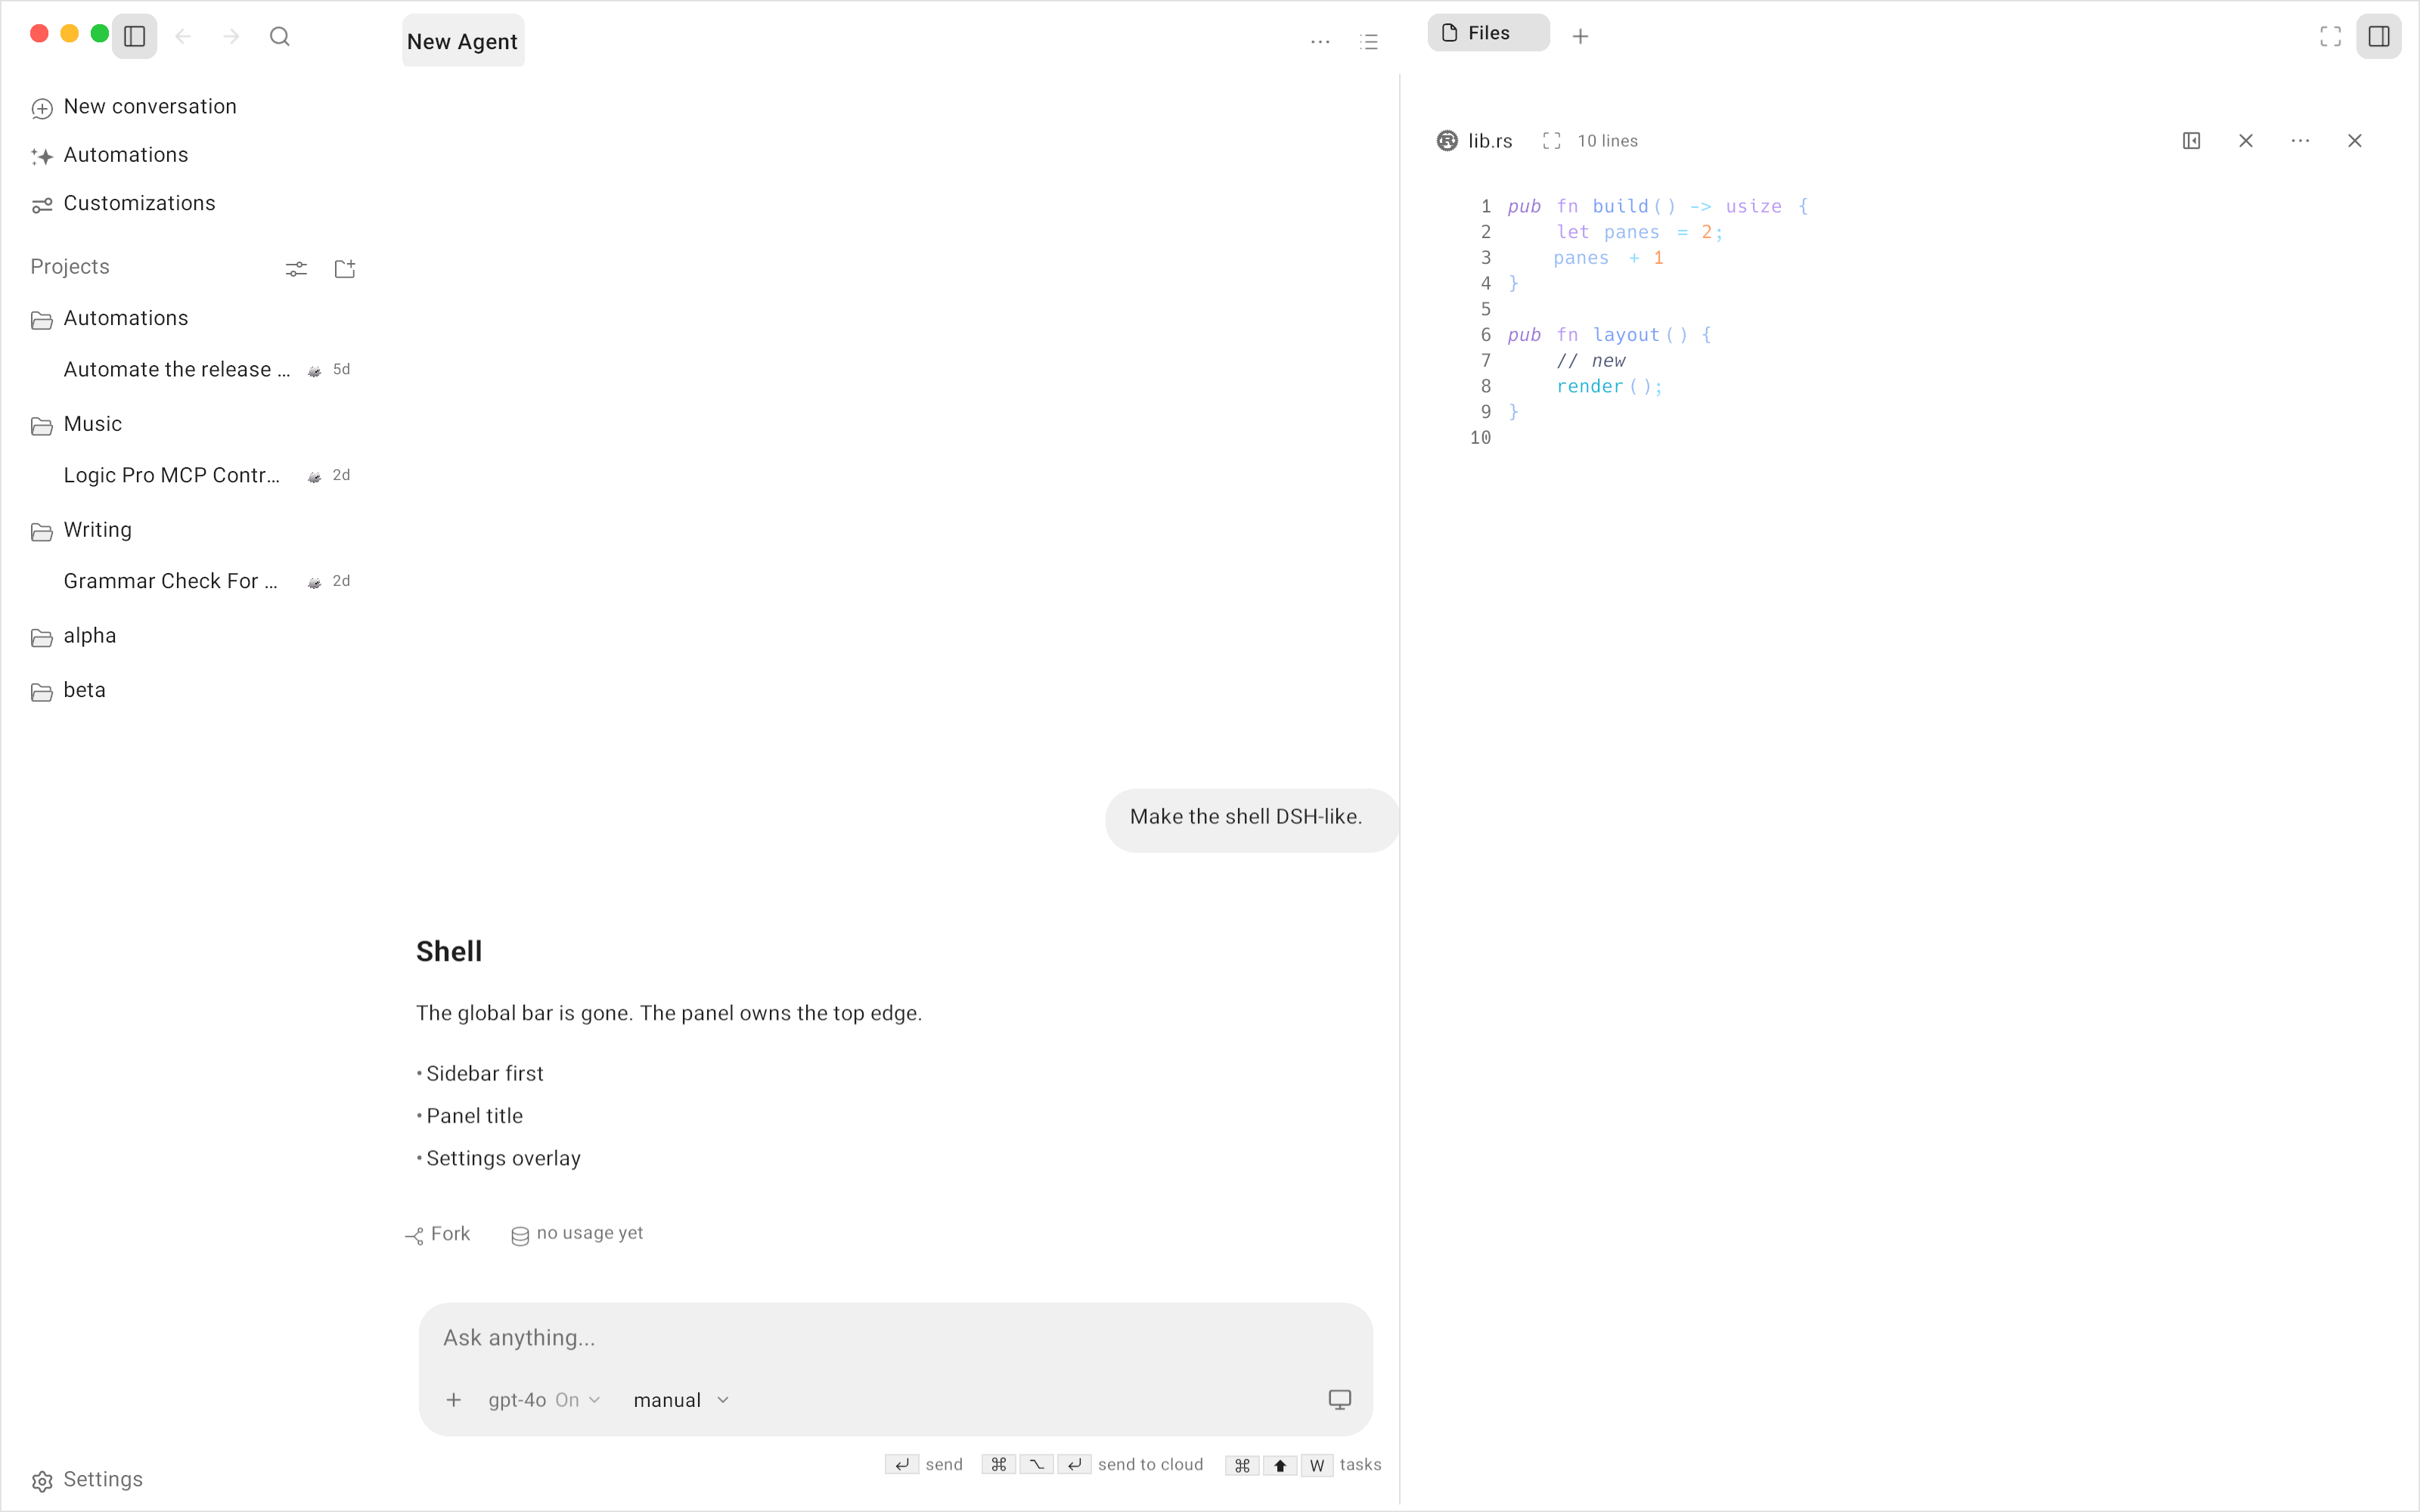 New Agent
Files
New conversation
Automations
Customizations
Projects
Automations
Automate the release ... 5d
Music
Logic Pro MCP Contr... 2d
Writing
Grammar Check For ... 2d
alpha
beta
Settings
Make the shell DSH-like.
Shell
The global bar is gone. The panel owns the top edge.
• Sidebar first
• Panel title
• Settings overlay
Fork no usage yet
Ask anything...
gpt-4o On manual
send ⌘ ⌥ send to cloud ⌘ W tasks
lib.rs 10 lines
1 pub fn build() -> usize {
2     let panes = 2;
3     panes + 1
4 }
5
6 pub fn layout() {
7     // new
8     render();
9 }
10